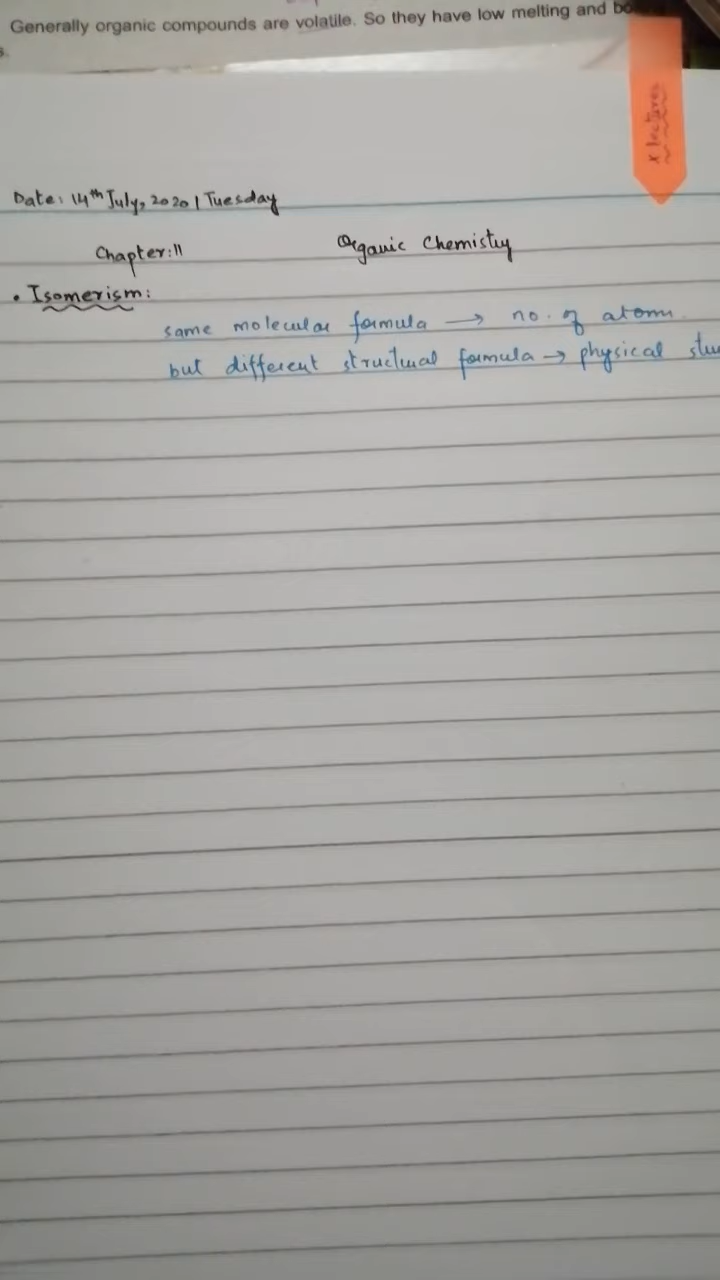 Generally organic compounds are volatile. So they have low melting and
x lectures
Date: 14th July, 2020 | Tuesday
Chapter: 11 Organic Chemistry
• Isomerism:
same molecular formula → no. of atoms.
but different structural formula → physical